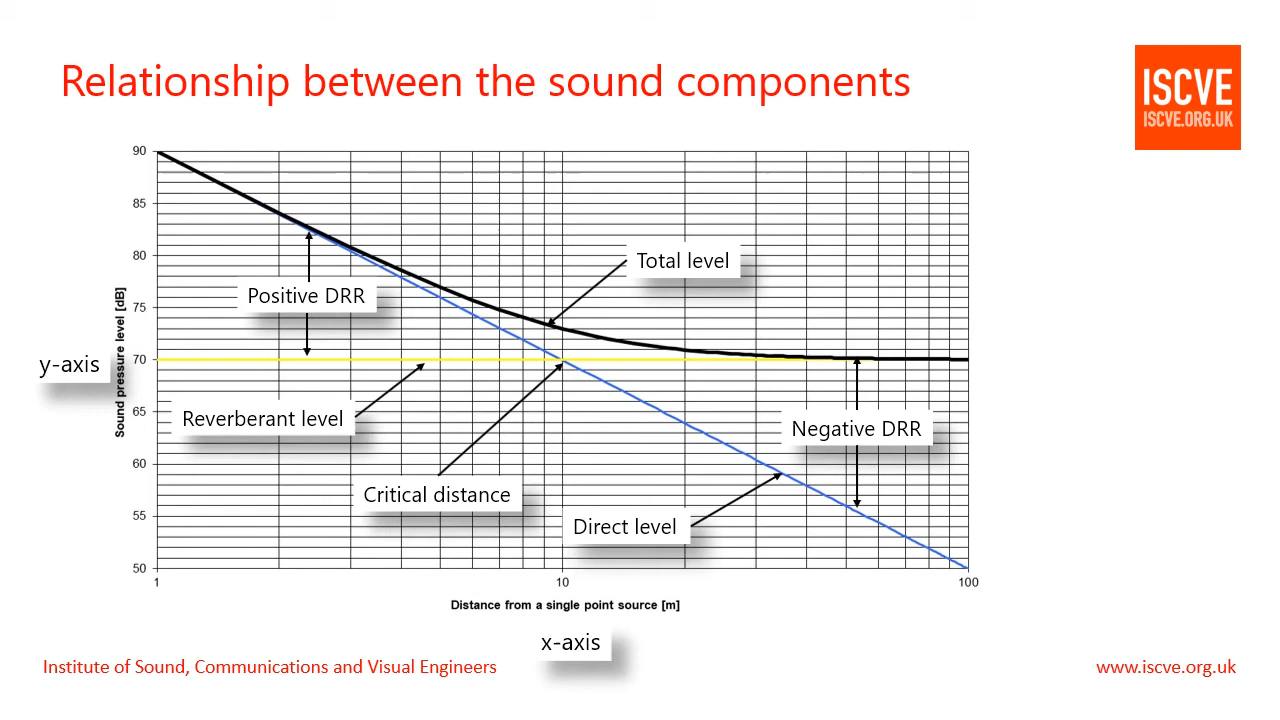 Relationship between the sound components
ISCVE
ISCVE.ORG.UK
90
85
80
75
70
65
60
55
50
Sound pressure level [dB]
y-axis
Total level
Positive DRR
Reverberant level
Negative DRR
Critical distance
Direct level
1
10
100
Distance from a single point source [m]
x-axis
Institute of Sound, Communications and Visual Engineers
www.iscve.org.uk